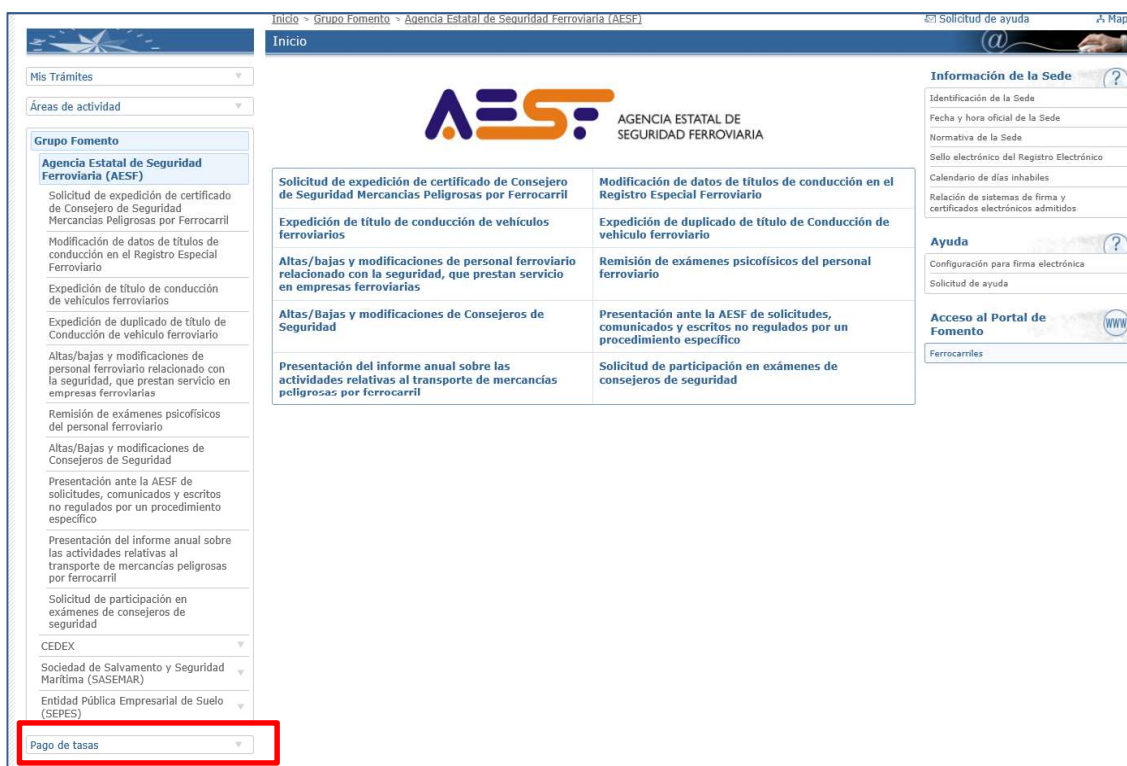 Inicio > Grupo Fomento > Agencia Estatal de Seguridad Ferroviaria (AESF)
Solicitud de ayuda
Map
Inicio
@
Mis Trámites
Áreas de actividad
Grupo Fomento
Agencia Estatal de Seguridad
Ferroviaria (AESF)
Solicitud de expedición de certificado
de Consejero de Seguridad
Mercancias Peligrosas por Ferrocarril
Modificación de datos de títulos de
conducción en el Registro Especial
Ferroviario
Expedición de título de conducción
de vehículos ferroviarios
Expedición de duplicado de título de
Conducción de vehiculo ferroviario
Altas/bajas y modificaciones de
personal ferroviario relacionado con
la seguridad, que prestan servicio en
empresas ferroviarias
Remisión de exámenes psicofísicos
del personal ferroviario
Altas/Bajas y modificaciones de
Consejeros de Seguridad
Presentación ante la AESF de
solicitudes, comunicados y escritos
no regulados por un procedimiento
específico
Presentación del informe anual sobre
las actividades relativas al
transporte de mercancías peligrosas
por ferrocarril
Solicitud de participación en
exámenes de consejeros de
seguridad
CEDEX
Sociedad de Salvamento y Seguridad
Marítima (SASEMAR)
Entidad Pública Empresarial de Suelo
(SEPES)
Pago de tasas
AESF
AGENCIA ESTATAL DE
SEGURIDAD FERROVIARIA
Solicitud de expedición de certificado de Consejero
de Seguridad Mercancias Peligrosas por Ferrocarril
Modificación de datos de títulos de conducción en el
Registro Especial Ferroviario
Expedición de título de conducción de vehículos
ferroviarios
Expedición de duplicado de título de Conducción de
vehiculo ferroviario
Altas/bajas y modificaciones de personal ferroviario
relacionado con la seguridad, que prestan servicio
en empresas ferroviarias
Remisión de exámenes psicofísicos del personal
ferroviario
Altas/Bajas y modificaciones de Consejeros de
Seguridad
Presentación ante la AESF de solicitudes,
comunicados y escritos no regulados por un
procedimiento específico
Presentación del informe anual sobre las
actividades relativas al transporte de mercancías
peligrosas por ferrocarril
Solicitud de participación en exámenes de
consejeros de seguridad
Información de la Sede
?
Identificación de la Sede
Fecha y hora oficial de la Sede
Normativa de la Sede
Sello electrónico del Registro Electrónico
Calendario de días inhabiles
Relación de sistemas de firma y
certificados electrónicos admitidos
Ayuda
?
Configuración para firma electrónica
Solicitud de ayuda
Acceso al Portal de
Fomento
www
Ferrocarriles